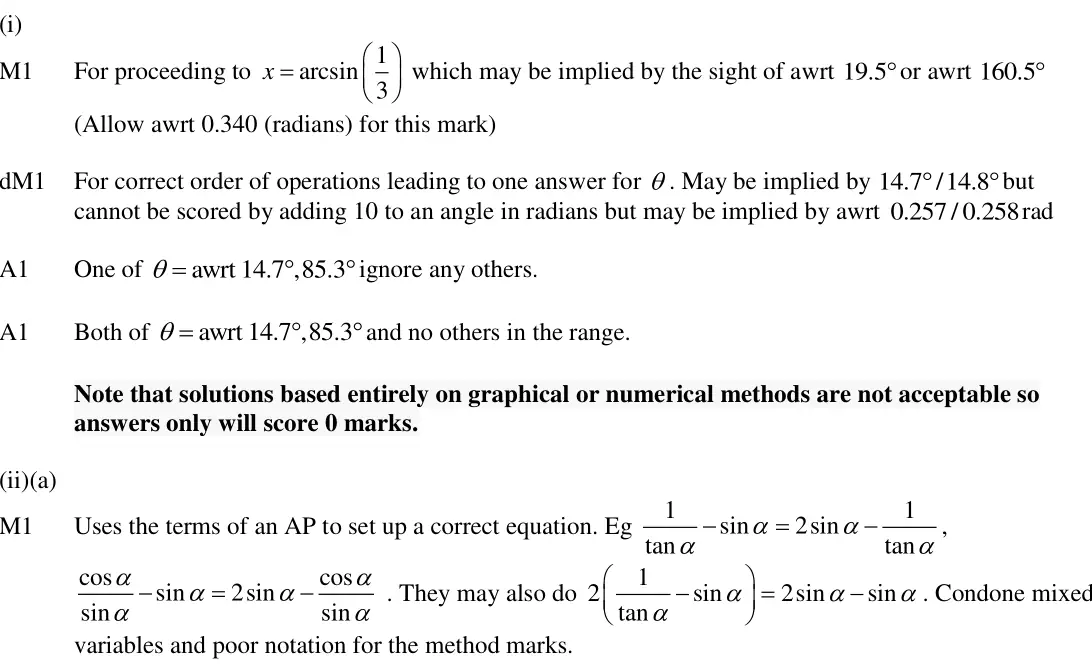 (i)
M1 For proceeding to x = arcsin(1/3) which may be implied by the sight of awrt 19.5° or awrt 160.5°
(Allow awrt 0.340 (radians) for this mark)
dM1 For correct order of operations leading to one answer for θ. May be implied by 14.7° / 14.8° but
cannot be scored by adding 10 to an angle in radians but may be implied by awrt 0.257 / 0.258 rad
A1 One of θ = awrt 14.7°, 85.3° ignore any others.
A1 Both of θ = awrt 14.7°, 85.3° and no others in the range.
Note that solutions based entirely on graphical or numerical methods are not acceptable so
answers only will score 0 marks.
(ii)(a)
M1 Uses the terms of an AP to set up a correct equation. Eg 1/tan α − sin α = 2 sin α − 1/tan α,
cos α/sin α − sin α = 2 sin α − cos α/sin α. They may also do 2(1/tan α − sin α) = 2 sin α − sin α. Condone mixed
variables and poor notation for the method marks.